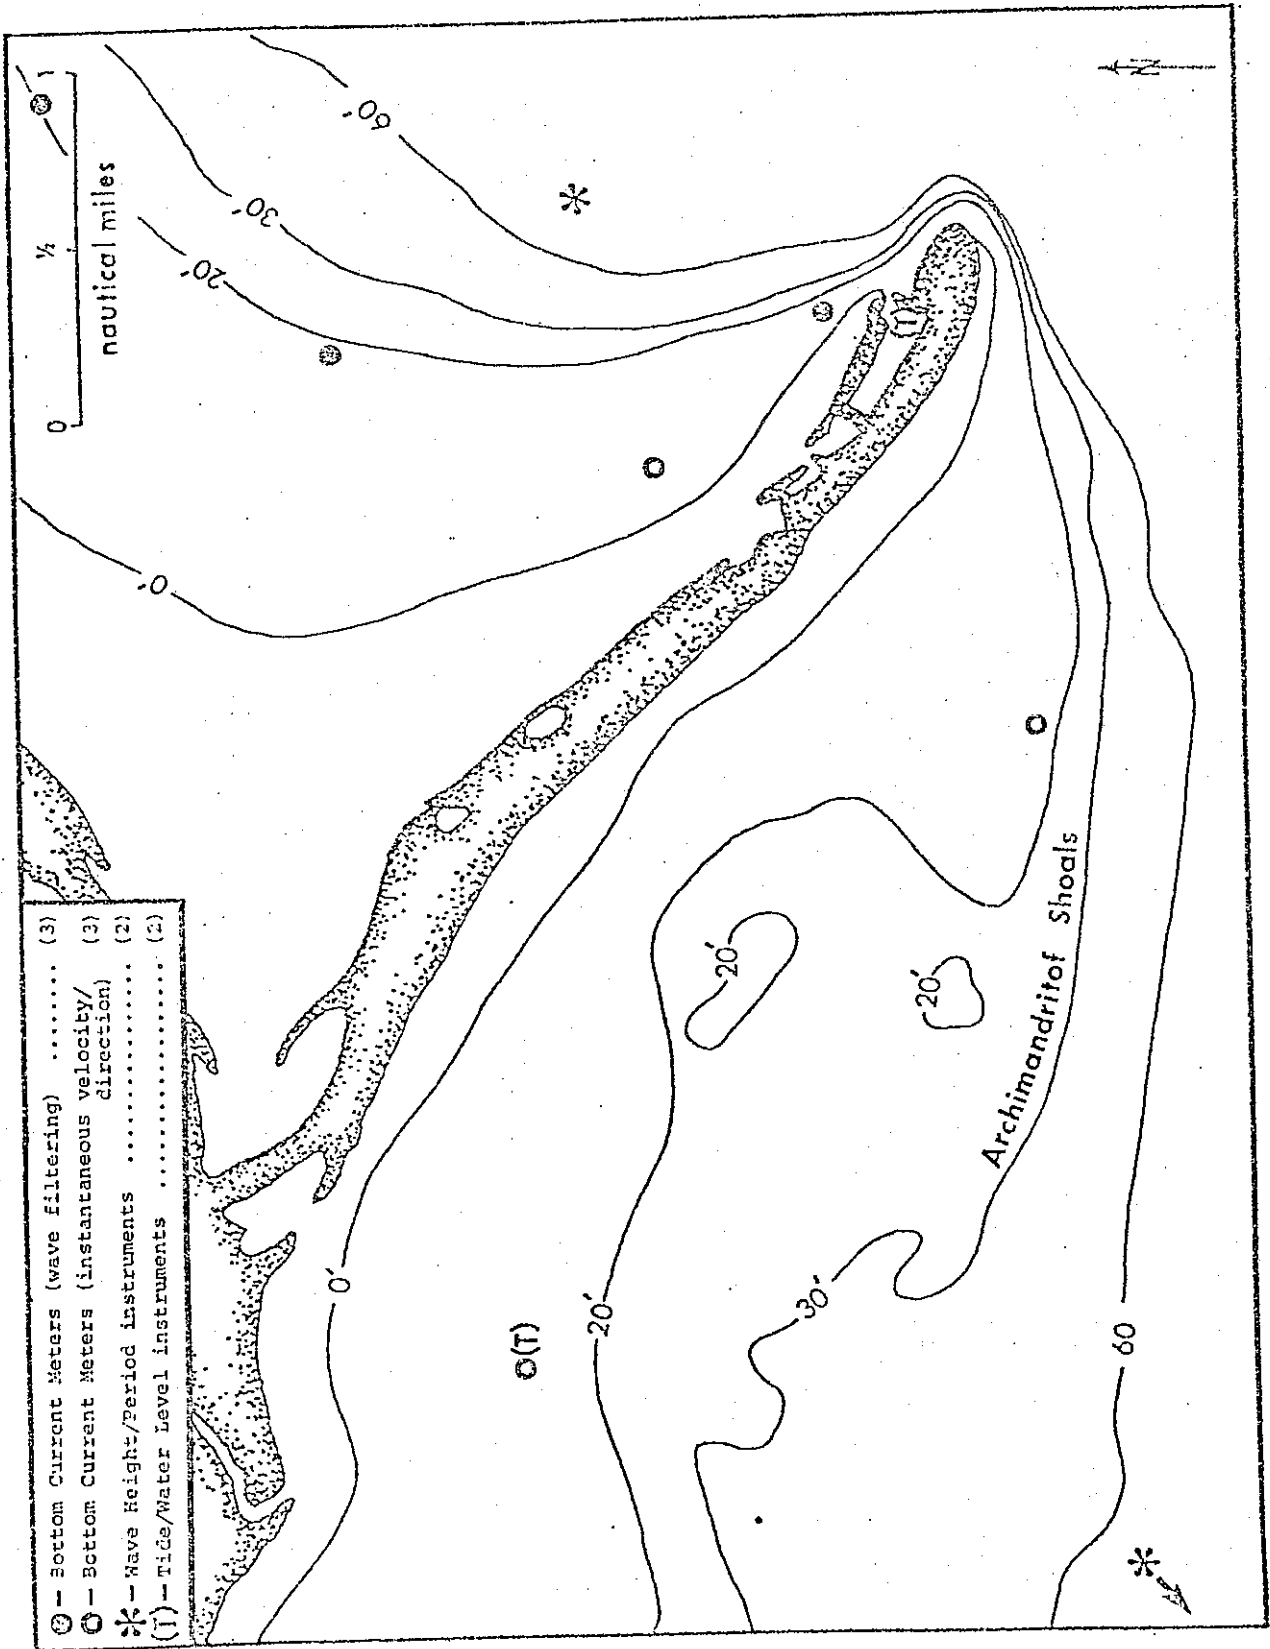 – Bottom Current Meters (wave filtering) ........ (3)
– Bottom Current Meters (instantaneous velocity/ (3)
direction)
– Wave Height/Period instruments .............. (2)
(T) – Tide/Water Level instruments ................. (2)
0 ½ 1
nautical miles
0'
20'
30'
60'
N
(T)
0'
(T)
20'
20'
20'
30'
Archimandritof Shoals
60